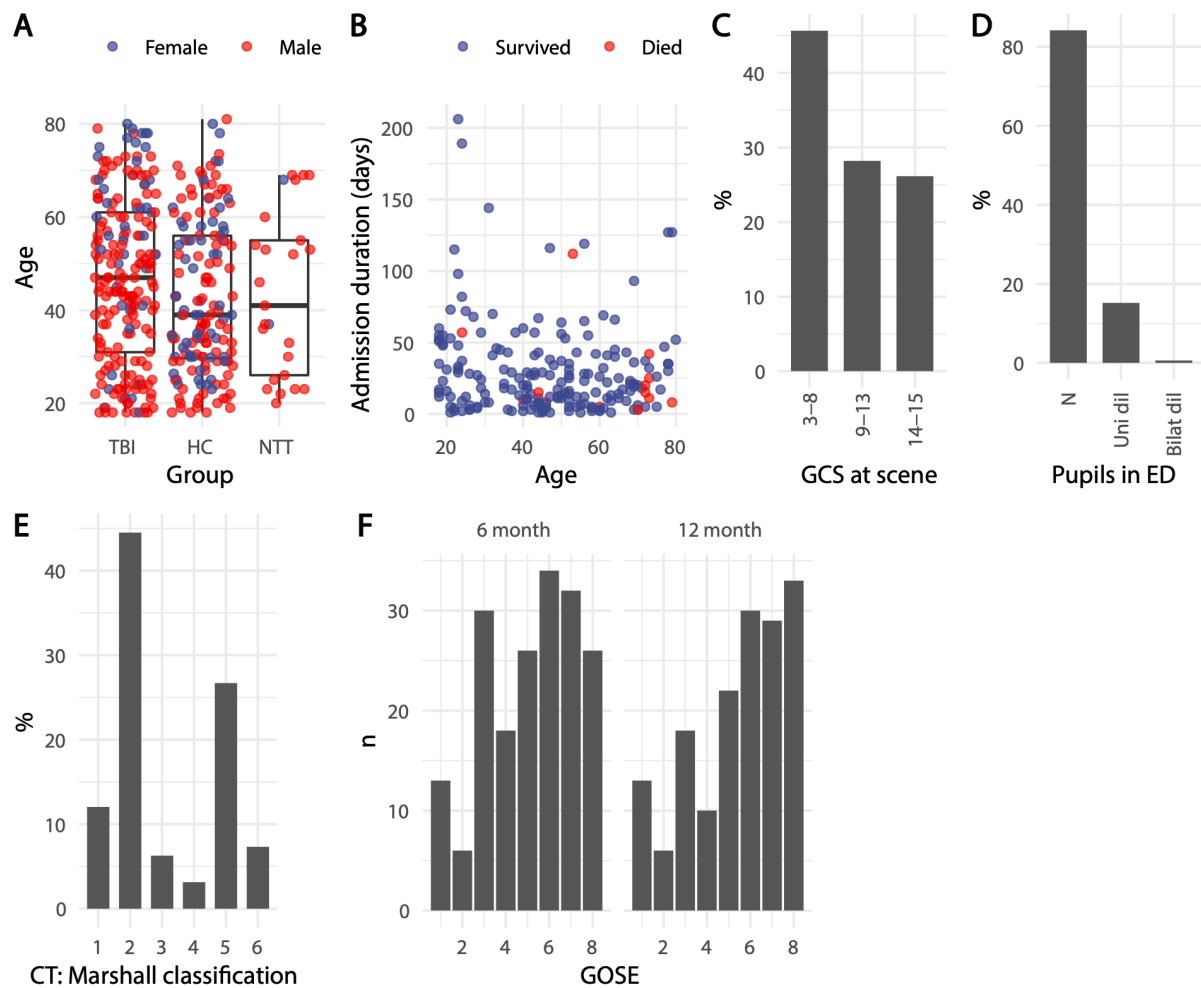 A
Female
Male
80
60
40
20
Age
TBI
HC
NTT
Group
B
Survived
Died
200
150
100
50
0
Admission duration (days)
20
40
60
80
Age
C
40
30
20
10
0
%
3–8
9–13
14–15
GCS at scene
D
80
60
40
20
0
%
N
Uni dil
Bilat dil
Pupils in ED
E
40
30
20
10
0
%
1
2
3
4
5
6
CT: Marshall classification
F
6 month
12 month
30
20
10
0
n
2
4
6
8
2
4
6
8
GOSE